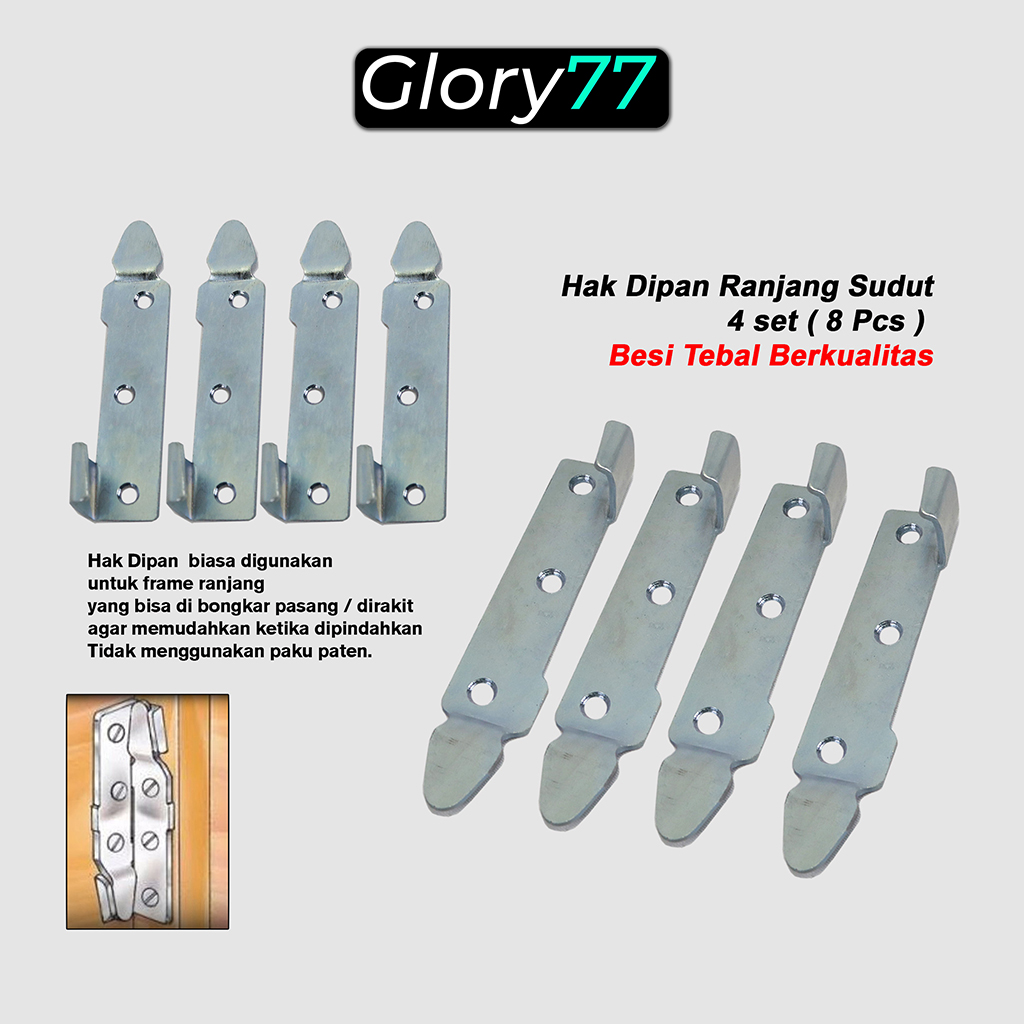 Glory77
Hak Dipan Ranjang Sudut
4 set ( 8 Pcs )
Besi Tebal Berkualitas
Hak Dipan  biasa digunakan
untuk frame ranjang
yang bisa di bongkar pasang / dirakit
agar memudahkan ketika dipindahkan
Tidak menggunakan paku paten.